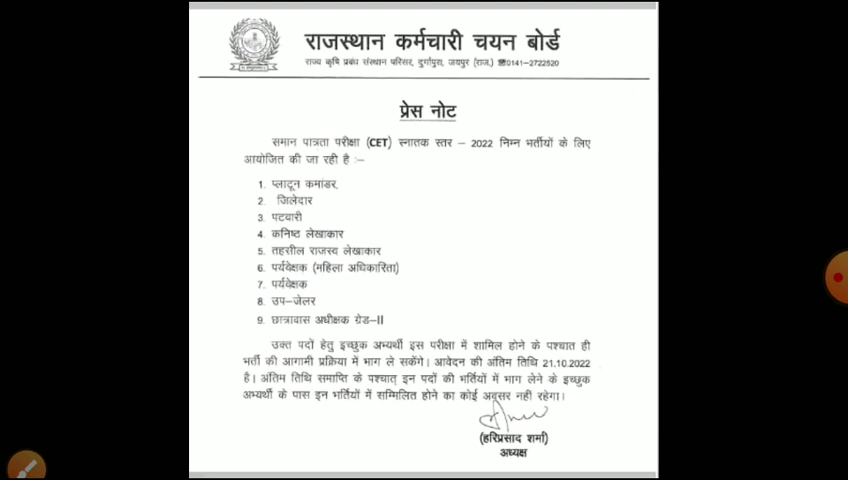 राजस्थान कर्मचारी चयन बोर्ड
राज्य कृषि प्रबंध संस्थान परिसर, दुर्गापुरा, जयपुर (राज.) ☎0141-2722520
प्रेस नोट
समान पात्रता परीक्षा (CET) स्नातक स्तर – 2022 निम्न भर्तीयों के लिए
आयोजित की जा रही है :–
1. प्लाटून कमांडर,
2. जिलेदार
3. पटवारी
4. कनिष्ठ लेखाकार
5. तहसील राजस्व लेखाकार
6. पर्यवेक्षक (महिला अधिकारिता)
7. पर्यवेक्षक
8. उप–जेलर
9. छात्रावास अधीक्षक ग्रेड–II
उक्त पदों हेतु इच्छुक अभ्यर्थी इस परीक्षा में शामिल होने के पश्चात ही
भर्ती की आगामी प्रक्रिया में भाग ले सकेंगे। आवेदन की अंतिम तिथि 21.10.2022
है। अंतिम तिथि समाप्ति के पश्चात् इन पदों की भर्तियों में भाग लेने के इच्छुक
अभ्यर्थी के पास इन भर्तियों में सम्मिलित होने का कोई अवसर नही रहेगा।
(हरिप्रसाद शर्मा)
अध्यक्ष